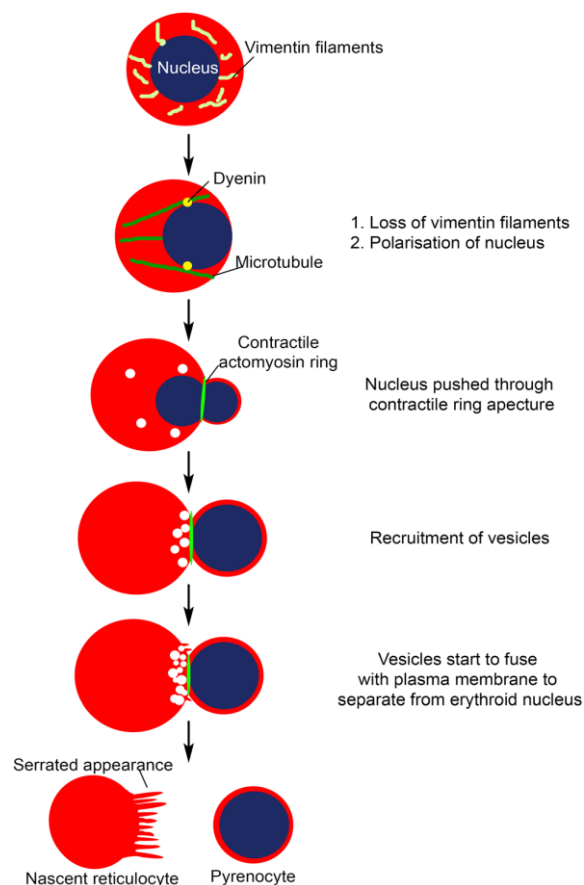 Vimentin filaments
Nucleus
Dyenin
1. Loss of vimentin filaments
2. Polarisation of nucleus
Microtubule
Contractile
actomyosin ring
Nucleus pushed through
contractile ring apecture
Recruitment of vesicles
Vesicles start to fuse
with plasma membrane to
separate from erythroid nucleus
Serrated appearance
Nascent reticulocyte
Pyrenocyte